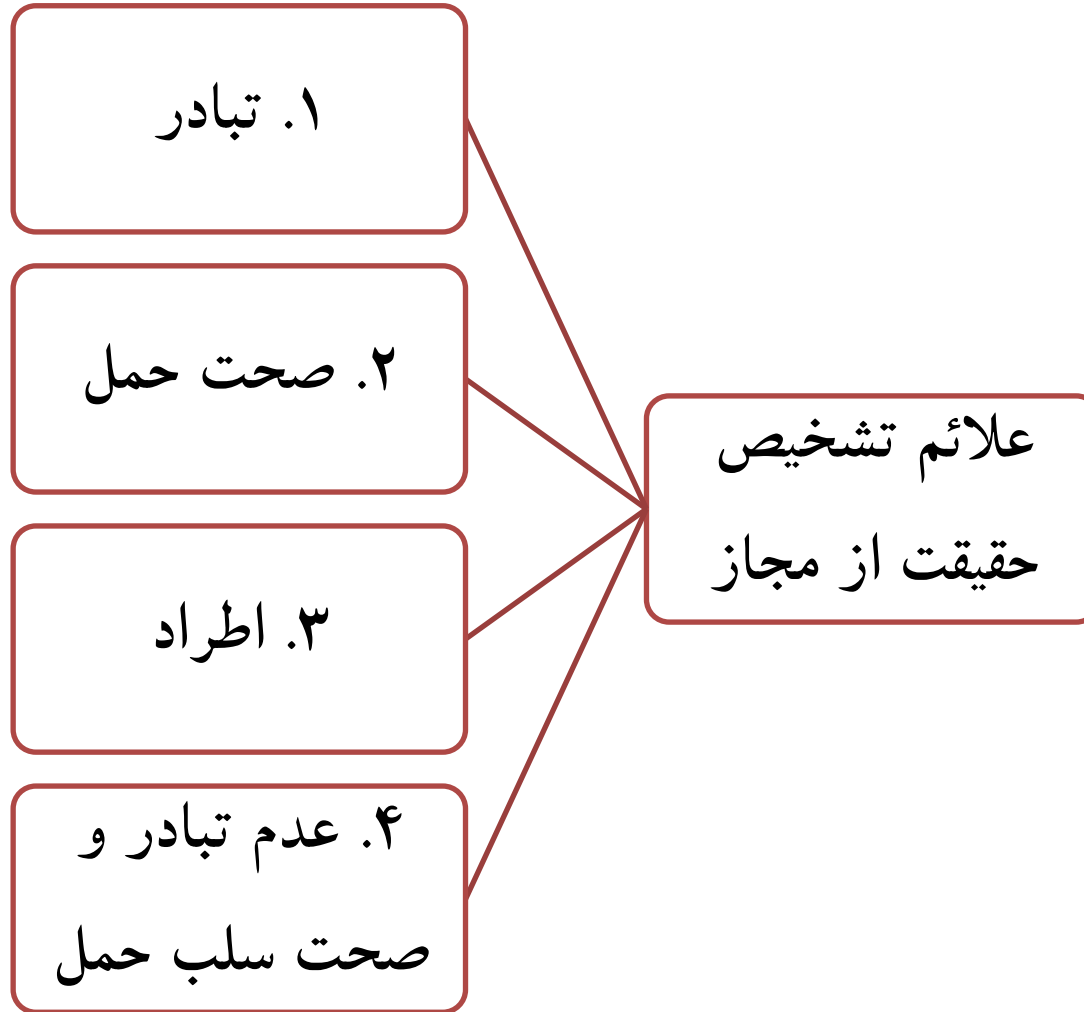 علائم تشخیص
حقیقت از مجاز
۱. تبادر
۲. صحت حمل
۳. اطراد
۴. عدم تبادر و
صحت سلب حمل